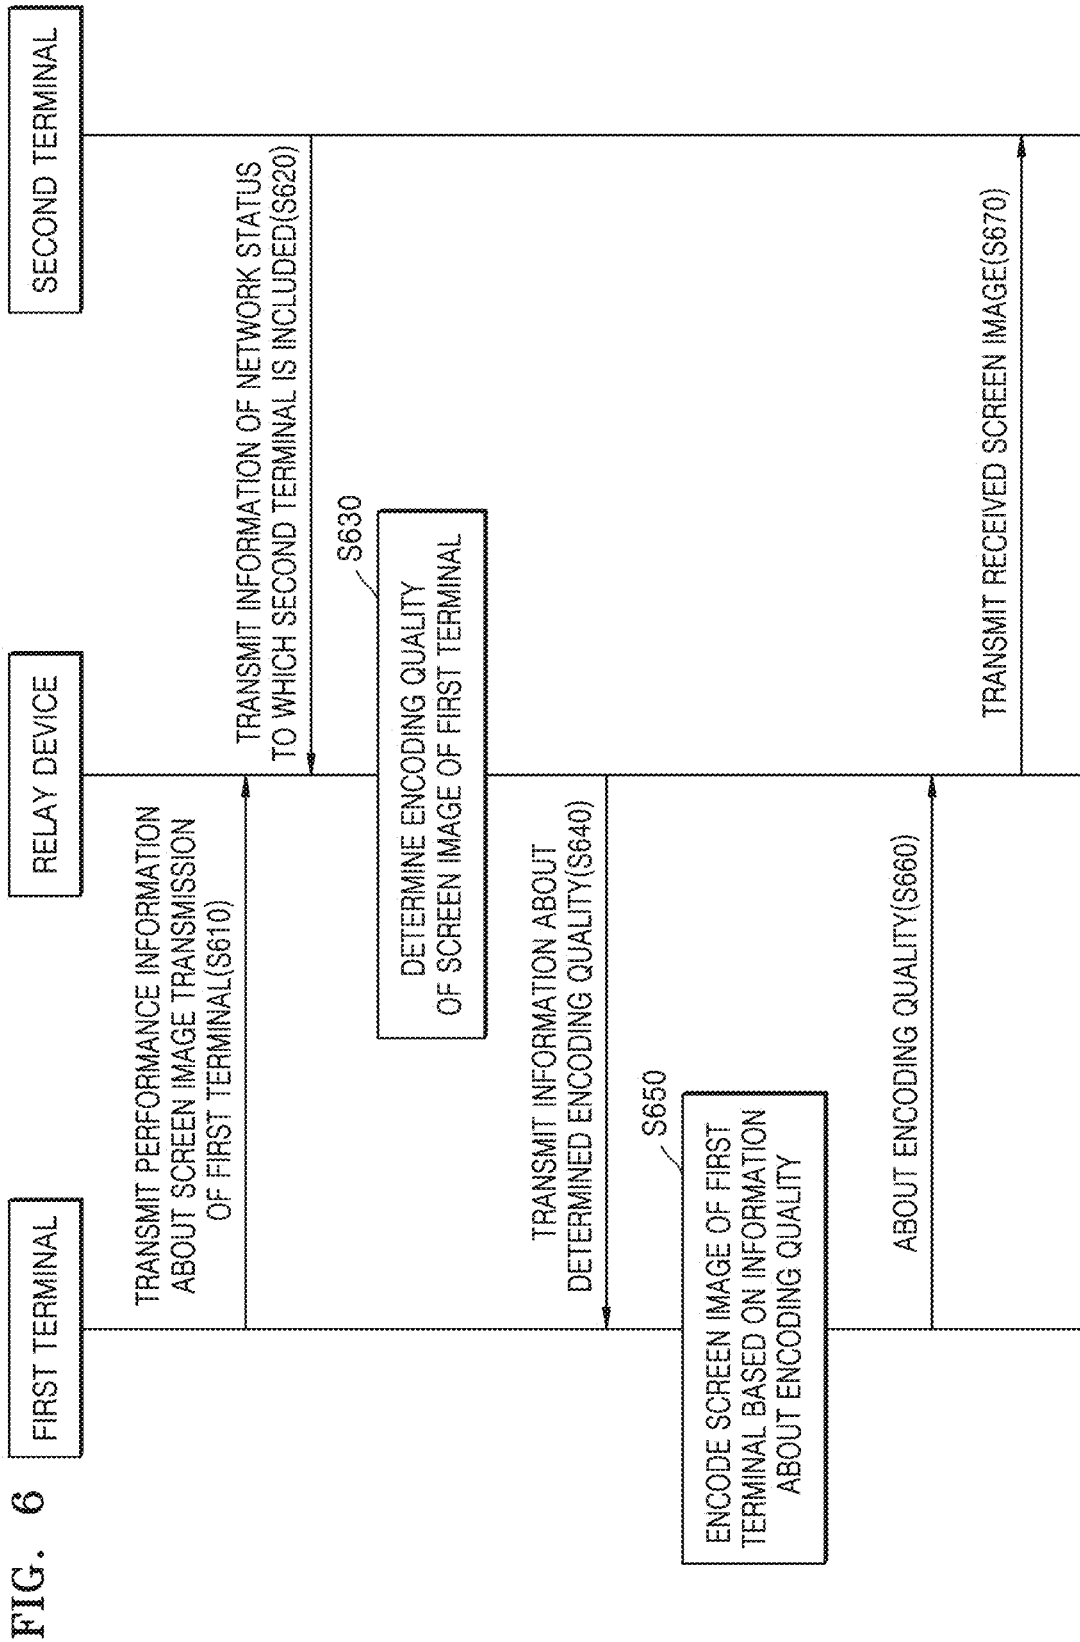 FIG. 6
FIRST TERMINAL
RELAY DEVICE
SECOND TERMINAL
TRANSMIT PERFORMANCE INFORMATION
ABOUT SCREEN IMAGE TRANSMISSION
OF FIRST TERMINAL(S610)
TRANSMIT INFORMATION OF NETWORK STATUS
TO WHICH SECOND TERMINAL IS INCLUDED(S620)
S630
DETERMINE ENCODING QUALITY
OF SCREEN IMAGE OF FIRST TERMINAL
TRANSMIT INFORMATION ABOUT
DETERMINED ENCODING QUALITY(S640)
S650
ENCODE SCREEN IMAGE OF FIRST
TERMINAL BASED ON INFORMATION
ABOUT ENCODING QUALITY
ABOUT ENCODING QUALITY(S660)
TRANSMIT RECEIVED SCREEN IMAGE(S670)